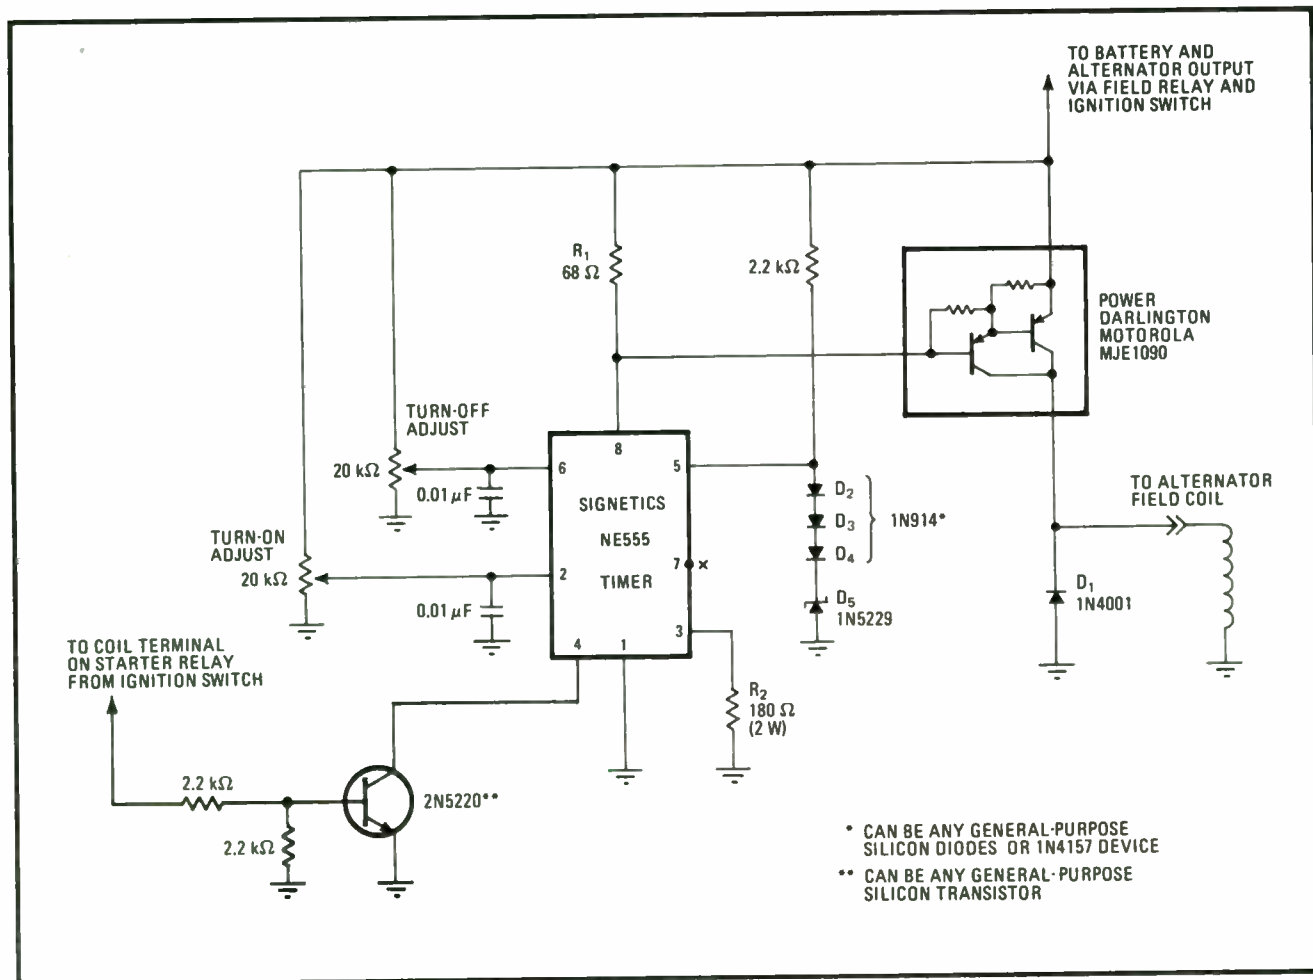 TO BATTERY AND
ALTERNATOR OUTPUT
VIA FIELD RELAY AND
IGNITION SWITCH
R₁
68 Ω
2.2 kΩ
POWER
DARLINGTON
MOTOROLA
MJE1090
TURN-OFF
ADJUST
20 kΩ
0.01 µF
8
6
5
SIGNETICS
NE555
TIMER
7 x
2
3
4
1
D₂
D₃
D₄
1N914*
D₅
1N5229
TO ALTERNATOR
FIELD COIL
D₁
1N4001
TURN-ON
ADJUST
20 kΩ
0.01 µF
R₂
180 Ω
(2 W)
TO COIL TERMINAL
ON STARTER RELAY
FROM IGNITION SWITCH
2.2 kΩ
2.2 kΩ
2N5220**
* CAN BE ANY GENERAL-PURPOSE
SILICON DIODES OR 1N4157 DEVICE
** CAN BE ANY GENERAL-PURPOSE
SILICON TRANSISTOR